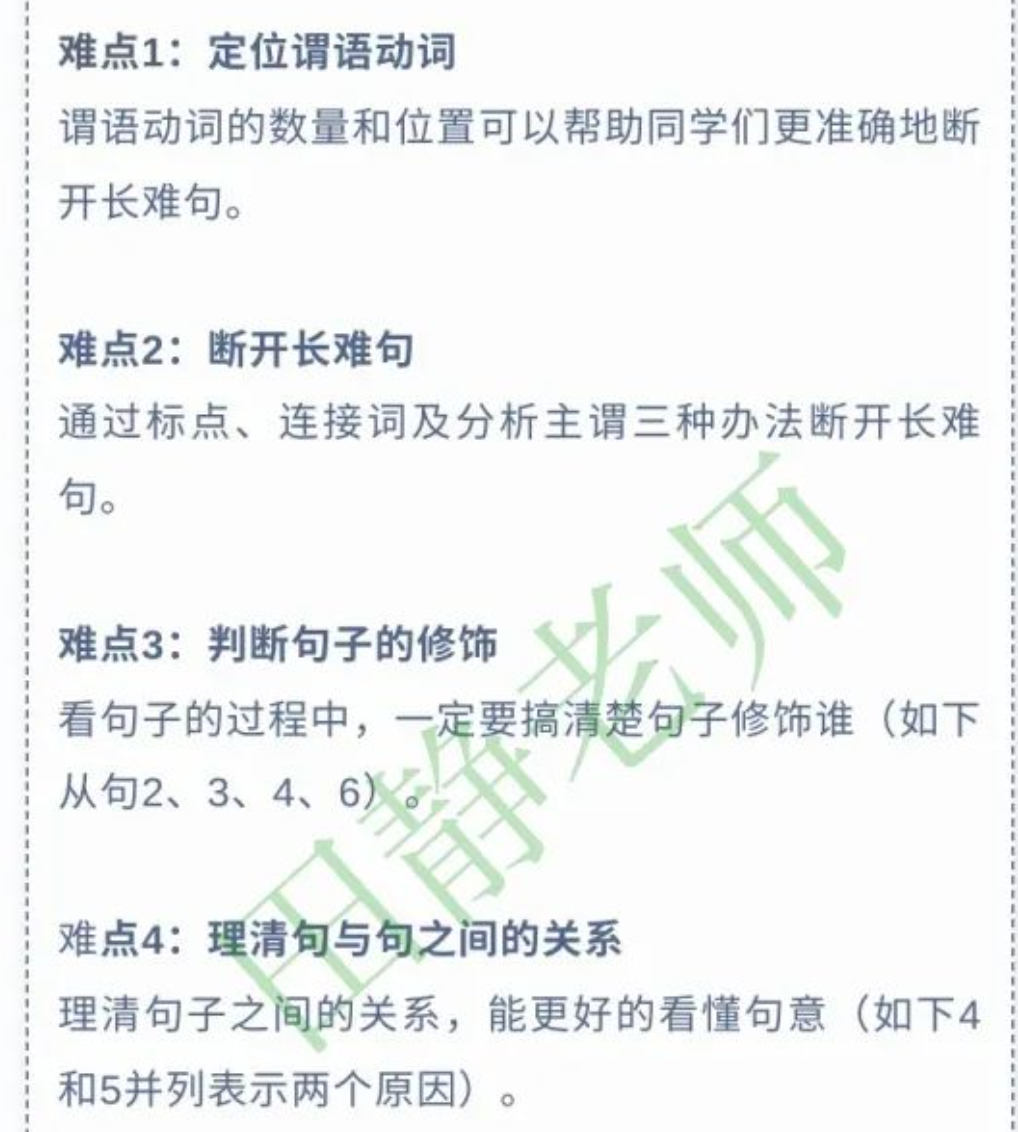 难点1：定位谓语动词
谓语动词的数量和位置可以帮助同学们更准确地断
开长难句。
难点2：断开长难句
通过标点、连接词及分析主谓三种办法断开长难
句。
难点3：判断句子的修饰
看句子的过程中，一定要搞清楚句子修饰谁（如下
从句2、3、4、6）。
难点4：理清句与句之间的关系
理清句子之间的关系，能更好的看懂句意（如下4
和5并列表示两个原因）。
田静老师